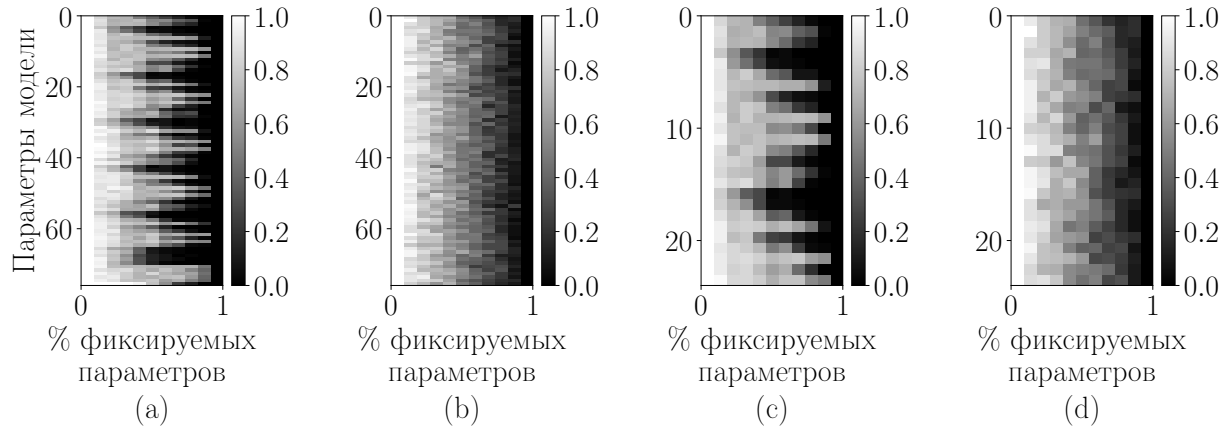 0 1.0 0 1.0 0 1.0 0 1.0
0.8 0.8 0.8 0.8
20 20
0.6 0.6 10 0.6 10 0.6
Параметры модели
40 0.4 40 0.4 0.4 0.4
60 0.2 60 0.2 20 0.2 20 0.2
0.0 0.0 0.0 0.0
0 1 0 1 0 1 0 1
% фиксируемых % фиксируемых % фиксируемых % фиксируемых
параметров параметров параметров параметров
(a) (b) (c) (d)